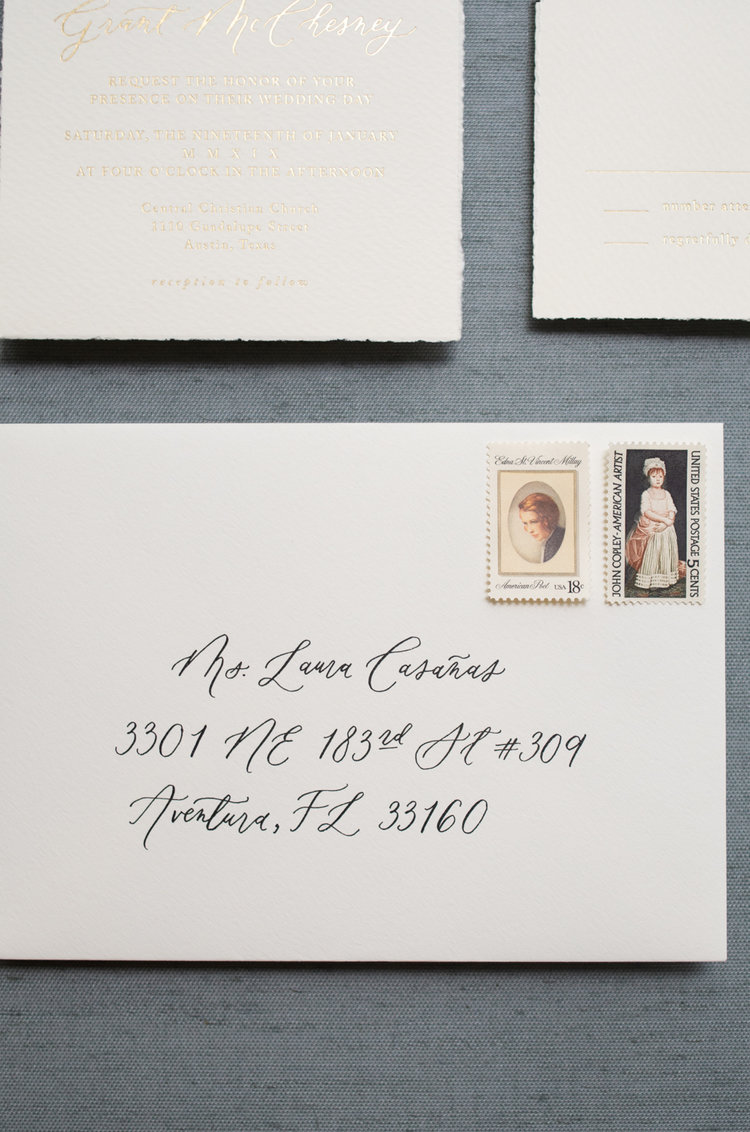 Grant McChesney
REQUEST THE HONOR OF YOUR
PRESENCE ON THEIR WEDDING DAY
SATURDAY, THE NINETEENTH OF JANUARY
M M X I X
AT FOUR O'CLOCK IN THE AFTERNOON
Central Christian Church
1110 Guadalupe Street
Austin, Texas
reception to follow
number atte
regretfully
Edna St. Vincent Millay
American Poet USA 18c
JOHN COPLEY·AMERICAN ARTIST
UNITED STATES POSTAGE 5 CENTS
Ms. Laura Casañas
3301 NE 183rd St #309
Aventura, FL 33160